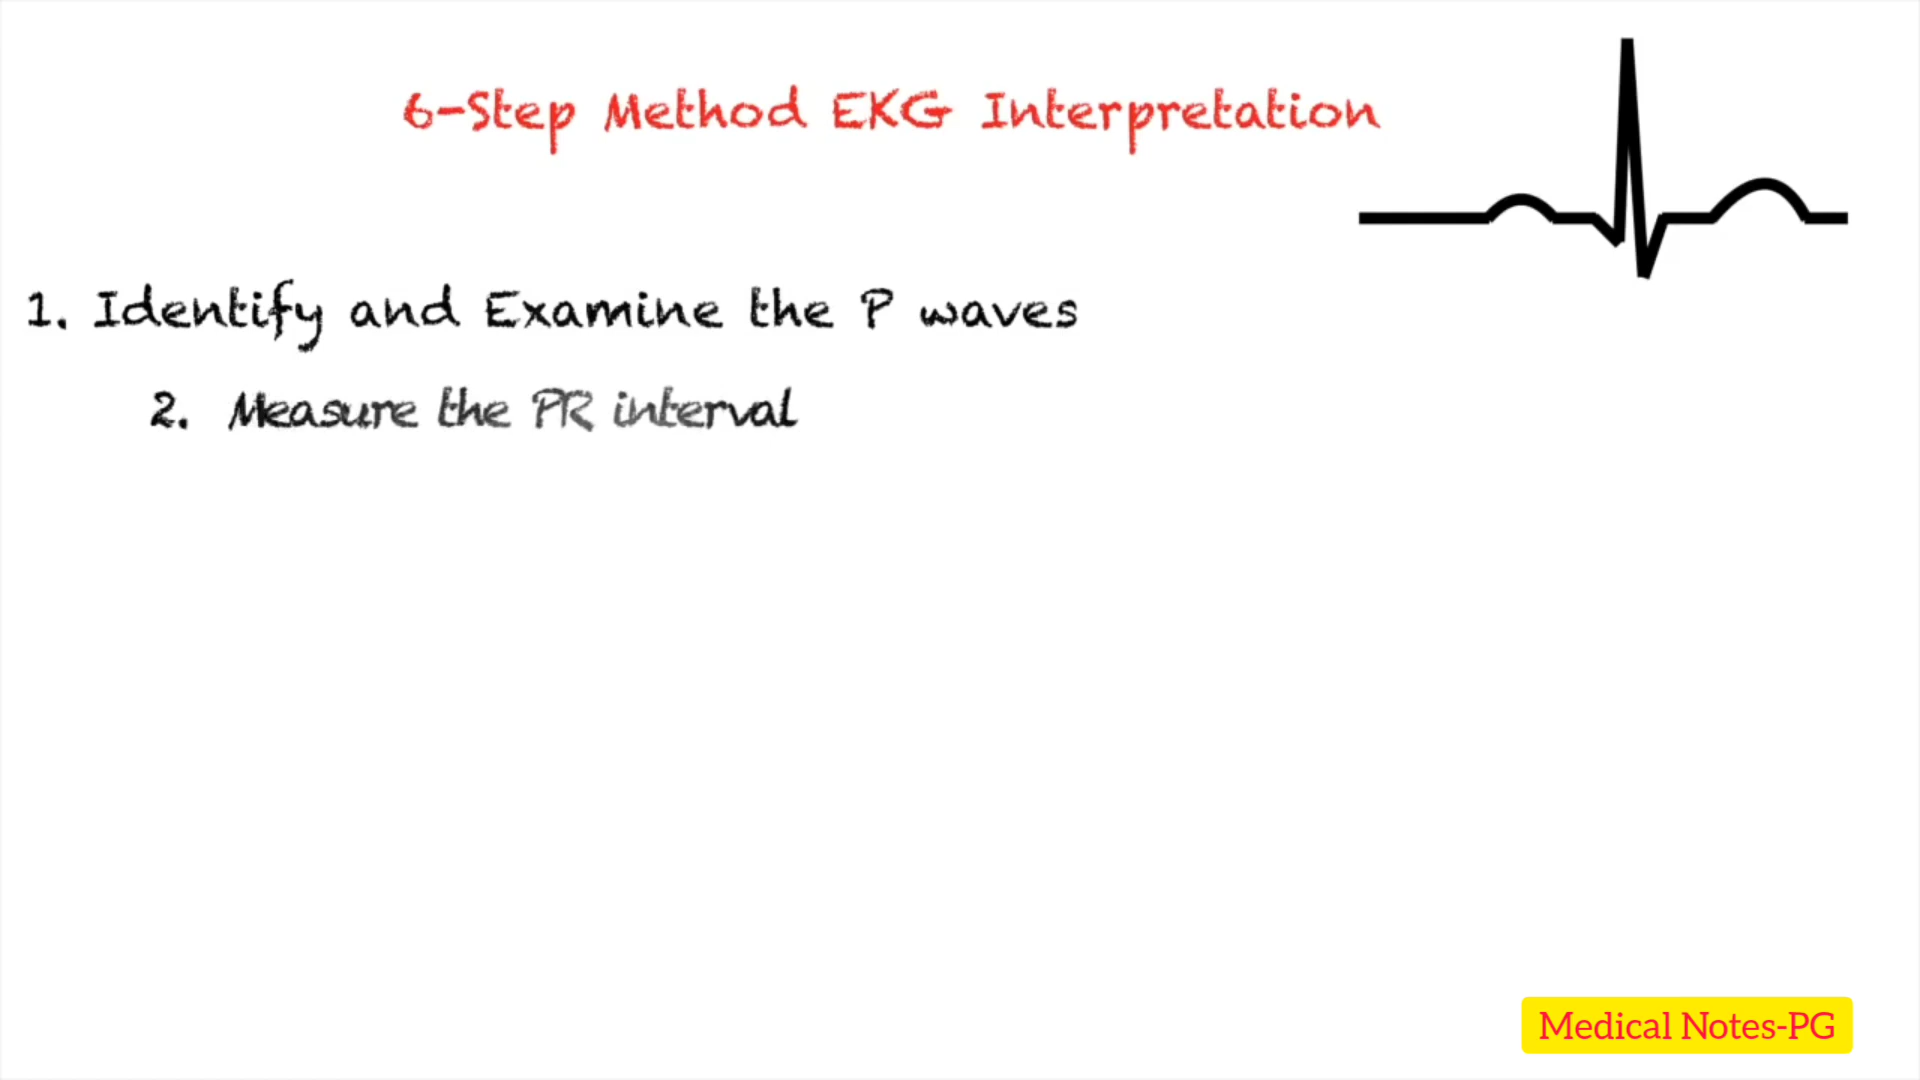 6-Step Method EKG Interpretation
1. Identify and Examine the P waves
2. Measure the PR interval
Medical Notes-PG